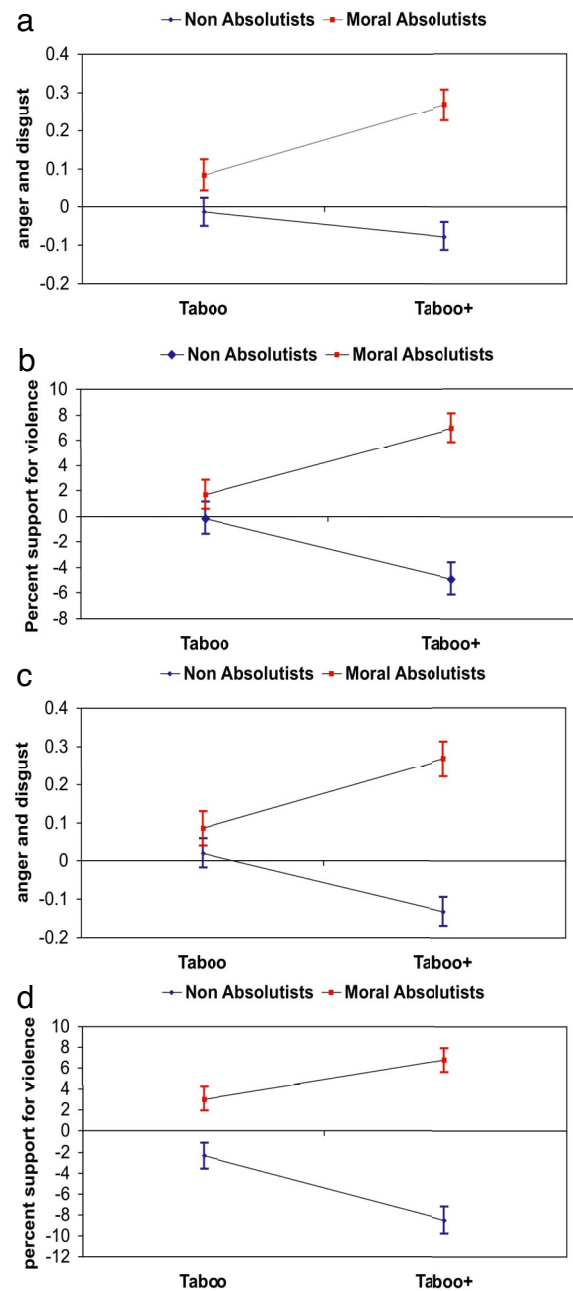 a
Non Absolutists Moral Absolutists
anger and disgust
0.4
0.3
0.2
0.1
0
-0.1
-0.2
Taboo Taboo+
b
Non Absolutists Moral Absolutists
Percent support for violence
10
8
6
4
2
0
-2
-4
-6
-8
Taboo Taboo+
c
Non Absolutists Moral Absolutists
anger and disgust
0.4
0.3
0.2
0.1
0
-0.1
-0.2
Taboo Taboo+
d
Non Absolutists Moral Absolutists
percent support for violence
10
8
6
4
2
0
-2
-4
-6
-8
-10
-12
Taboo Taboo+